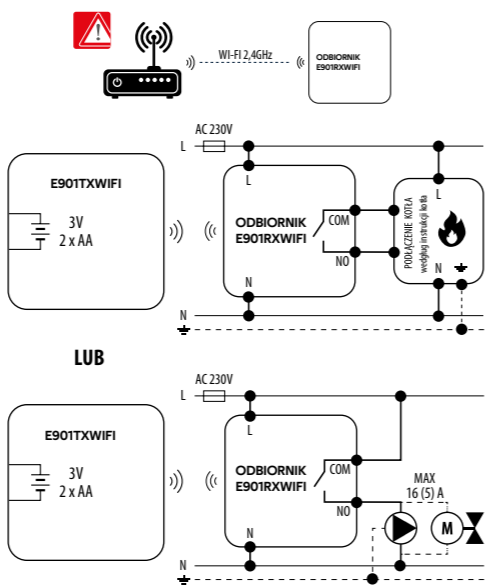 WI-FI 2,4GHz
ODBIORNIK
E901RXWIFI
AC 230V
L
E901TXWIFI
3V
2 x AA
L
ODBIORNIK
E901RXWIFI
COM
NO
N
L
PODŁĄCZENIE KOTŁA
według instrukcji kotła
N
N
LUB
AC 230V
L
E901TXWIFI
3V
2 x AA
L
ODBIORNIK
E901RXWIFI
COM
NO
N
MAX
16 (5) A
M
N